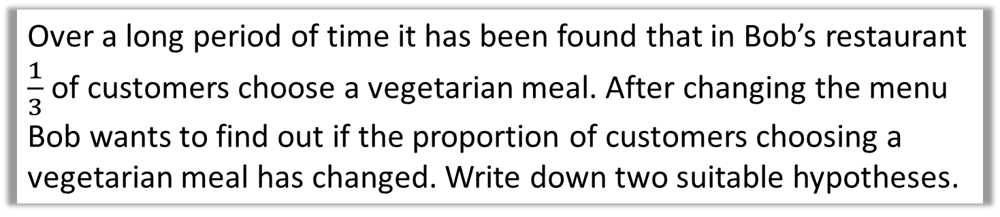 Over a long period of time it has been found that in Bob’s restaurant
1/3 of customers choose a vegetarian meal. After changing the menu
Bob wants to find out if the proportion of customers choosing a
vegetarian meal has changed. Write down two suitable hypotheses.